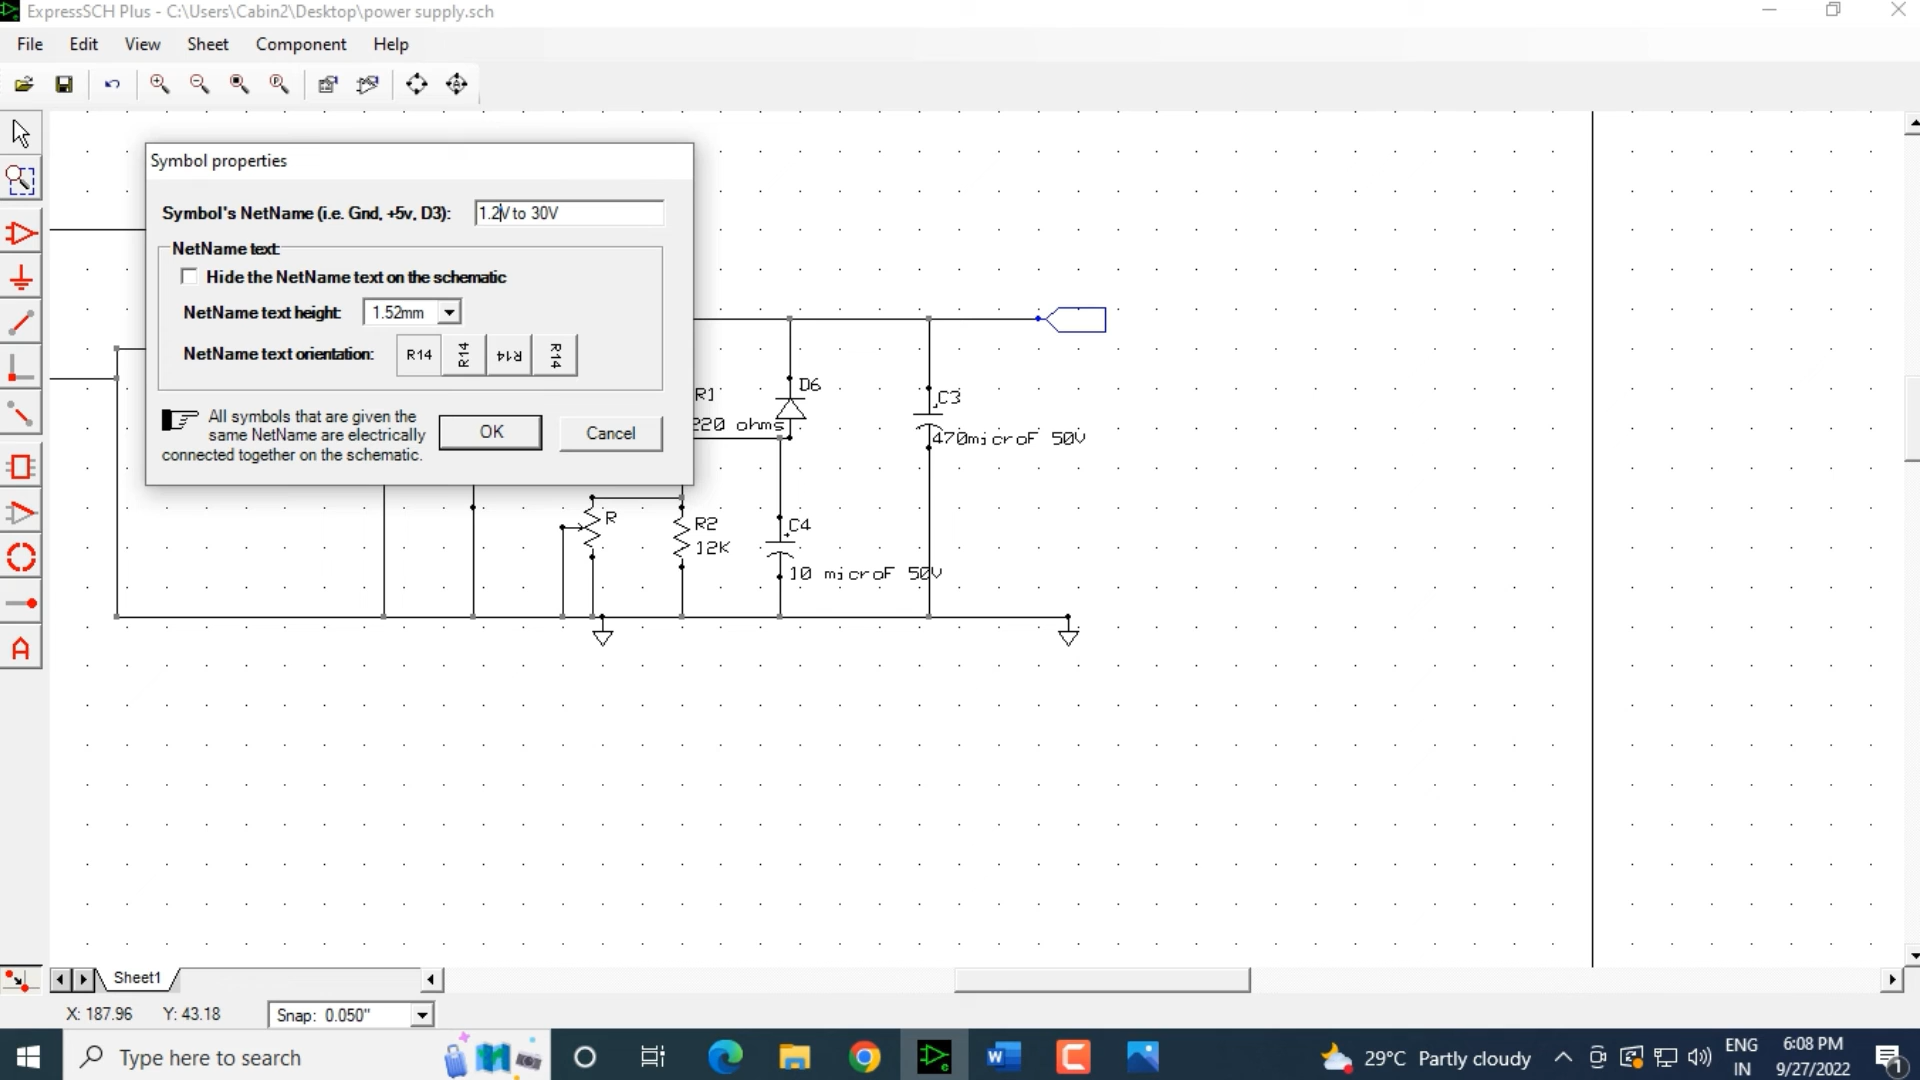 ExpressSCH Plus - C:\Users\Cabin2\Desktop\power supply.sch
File Edit View Sheet Component Help
Symbol properties
Symbol's NetName (i.e. Gnd, +5v, D3): 1.2V to 30V
NetName text:
Hide the NetName text on the schematic
NetName text height: 1.52mm
NetName text orientation: R14 R14 R14 R14
All symbols that are given the
same NetName are electrically
connected together on the schematic.
OK Cancel
R1
220 ohms
D6
C3
470microF 50V
R
R2
12K
C4
10 microF 50V
A
Sheet1
X: 187.96 Y: 43.18 Snap: 0.050"
Type here to search
29°C Partly cloudy
ENG
IN
6:08 PM
9/27/2022
1